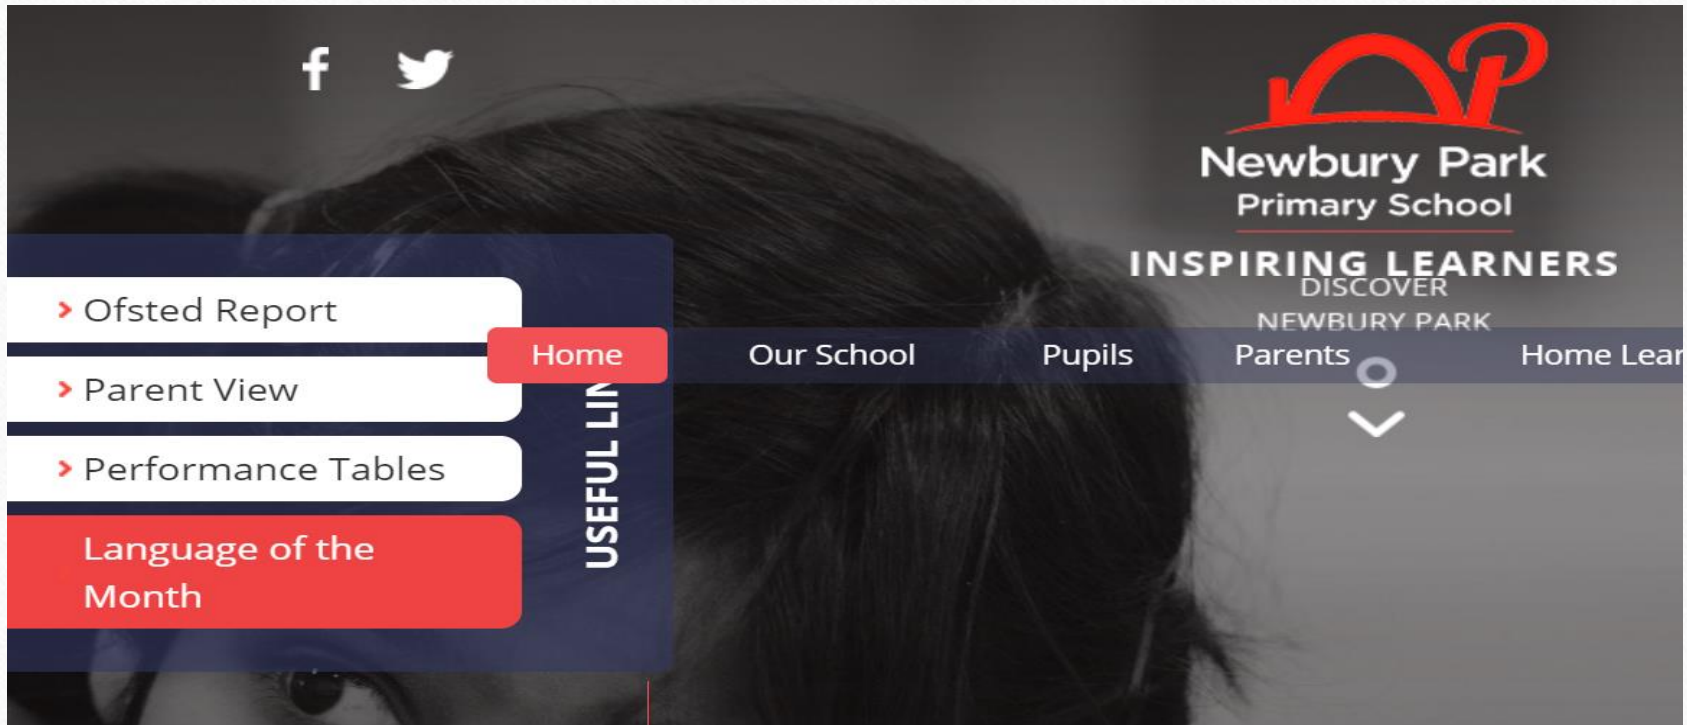 Newbury Park
Primary School
INSPIRING LEARNERS
DISCOVER
NEWBURY PARK
Ofsted Report
Parent View
Performance Tables
Language of the
Month
USEFUL LIN
Home Our School Pupils Parents Home Lear